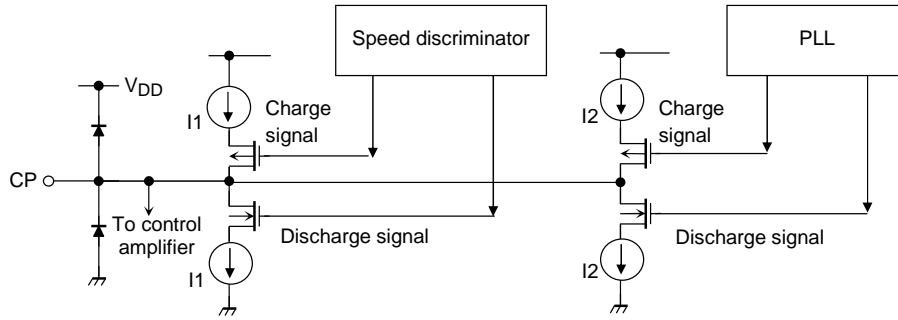 Speed discriminator
PLL
VDD
I1
Charge
signal
I2
Charge
signal
CP
To control
amplifier
Discharge signal
Discharge signal
I1
I2